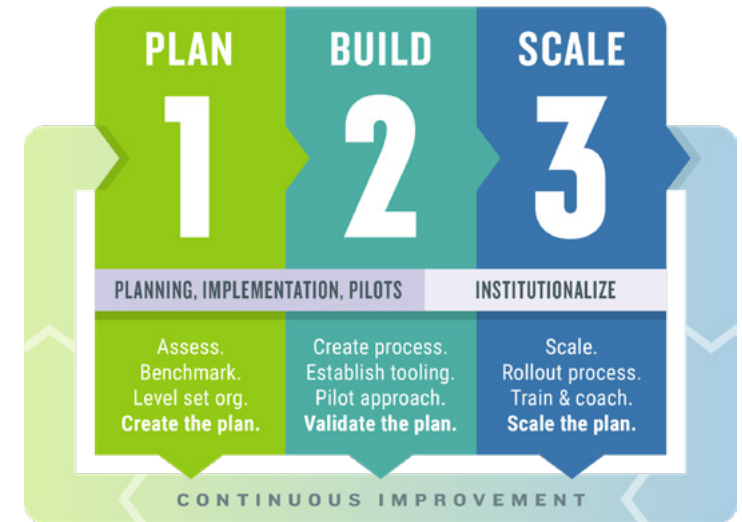 PLAN
1
BUILD
2
SCALE
3
PLANNING, IMPLEMENTATION, PILOTS
INSTITUTIONALIZE
Assess.
Benchmark.
Level set org.
Create the plan.
Create process.
Establish tooling.
Pilot approach.
Validate the plan.
Scale.
Rollout process.
Train & coach.
Scale the plan.
CONTINUOUS IMPROVEMENT